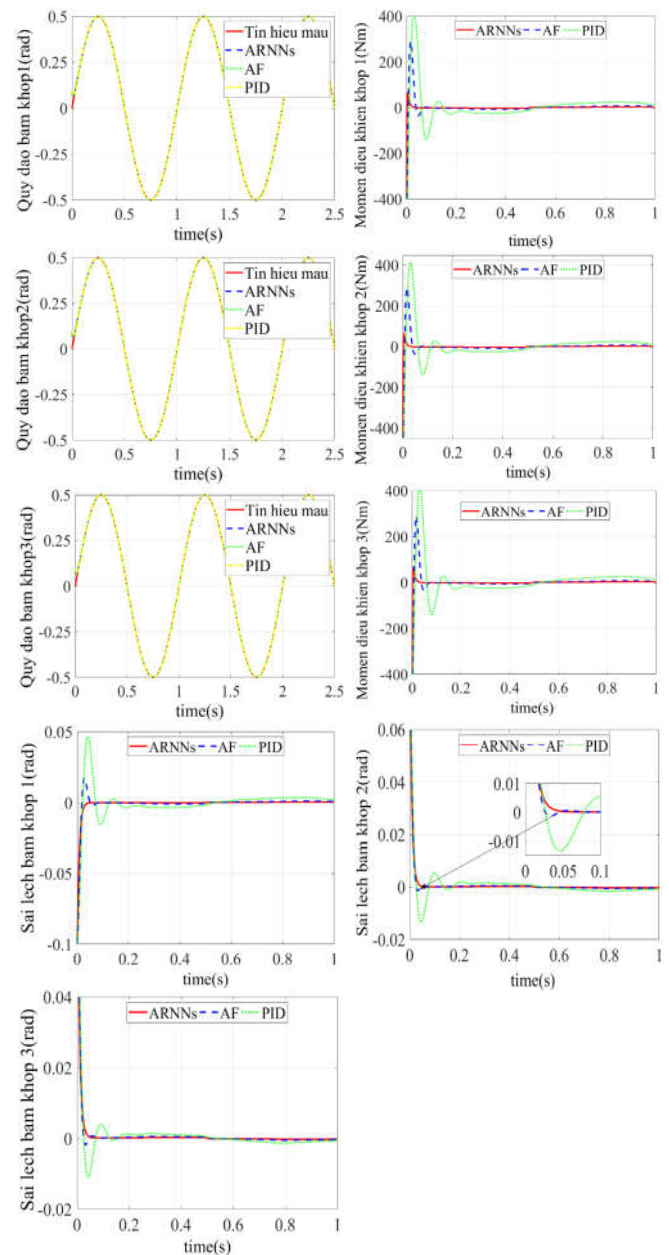 0.5
0
-0.5
0 0.5 1 1.5 2 2.5
time(s)
Quy dao bam khop1(rad)
Tin hieu mau
ARNNs
AF
PID
400
200
0
-200
-400
0 0.2 0.4 0.6 0.8 1
time(s)
Momen dieu khien khop 1(Nm)
ARNNs AF PID
0.5
0
-0.5
0 0.5 1 1.5 2 2.5
time(s)
Quy dao bam khop2(rad)
Tin hieu mau
ARNNs
AF
PID
400
200
0
-200
-400
0 0.2 0.4 0.6 0.8 1
time(s)
Momen dieu khien khop 2(Nm)
ARNNs AF PID
0.5
0
-0.5
0 0.5 1 1.5 2 2.5
time(s)
Quy dao bam khop3(rad)
Tin hieu mau
ARNNs
AF
PID
400
200
0
-200
-400
0 0.2 0.4 0.6 0.8 1
time(s)
Momen dieu khien khop 3(Nm)
ARNNs AF PID
0.05
0
-0.05
-0.1
0 0.2 0.4 0.6 0.8 1
time(s)
Sai lech bam khop 1(rad)
ARNNs AF PID
0.06
0.04
0.02
0
-0.02
0 0.2 0.4 0.6 0.8 1
time(s)
Sai lech bam khop 2(rad)
ARNNs AF PID
0.01
0
-0.01
0 0.05 0.1
0.04
0.02
0
-0.02
0 0.2 0.4 0.6 0.8 1
time(s)
Sai lech bam khop 3(rad)
ARNNs AF PID